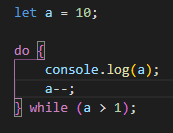 let a = 10;
do {
    console.log(a);
    a--;
} while (a > 1);